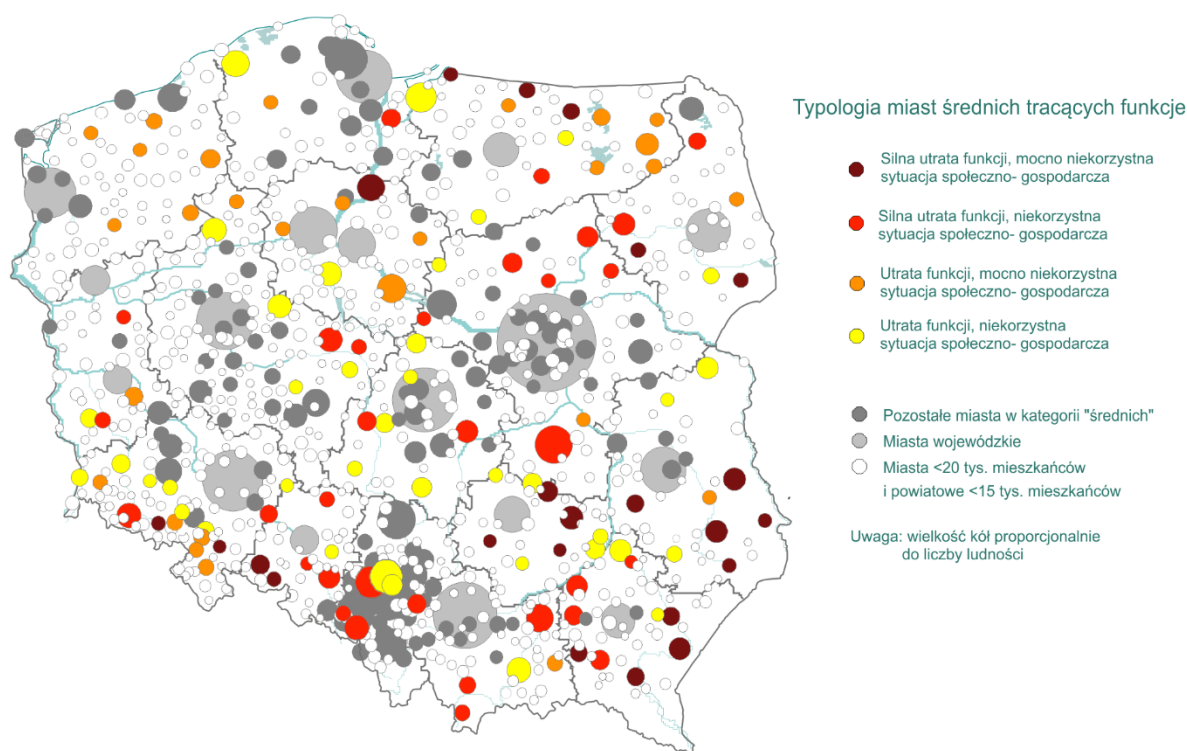 Typologia miast średnich tracących funkcje
Silna utrata funkcji, mocno niekorzystna
sytuacja społeczno- gospodarcza
Silna utrata funkcji, niekorzystna
sytuacja społeczno- gospodarcza
Utrata funkcji, mocno niekorzystna
sytuacja społeczno- gospodarcza
Utrata funkcji, niekorzystna
sytuacja społeczno- gospodarcza
Pozostałe miasta w kategorii "średnich"
Miasta wojewódzkie
Miasta <20 tys. mieszkańców
i powiatowe <15 tys. mieszkańców
Uwaga: wielkość kół proporcjonalnie
do liczby ludności